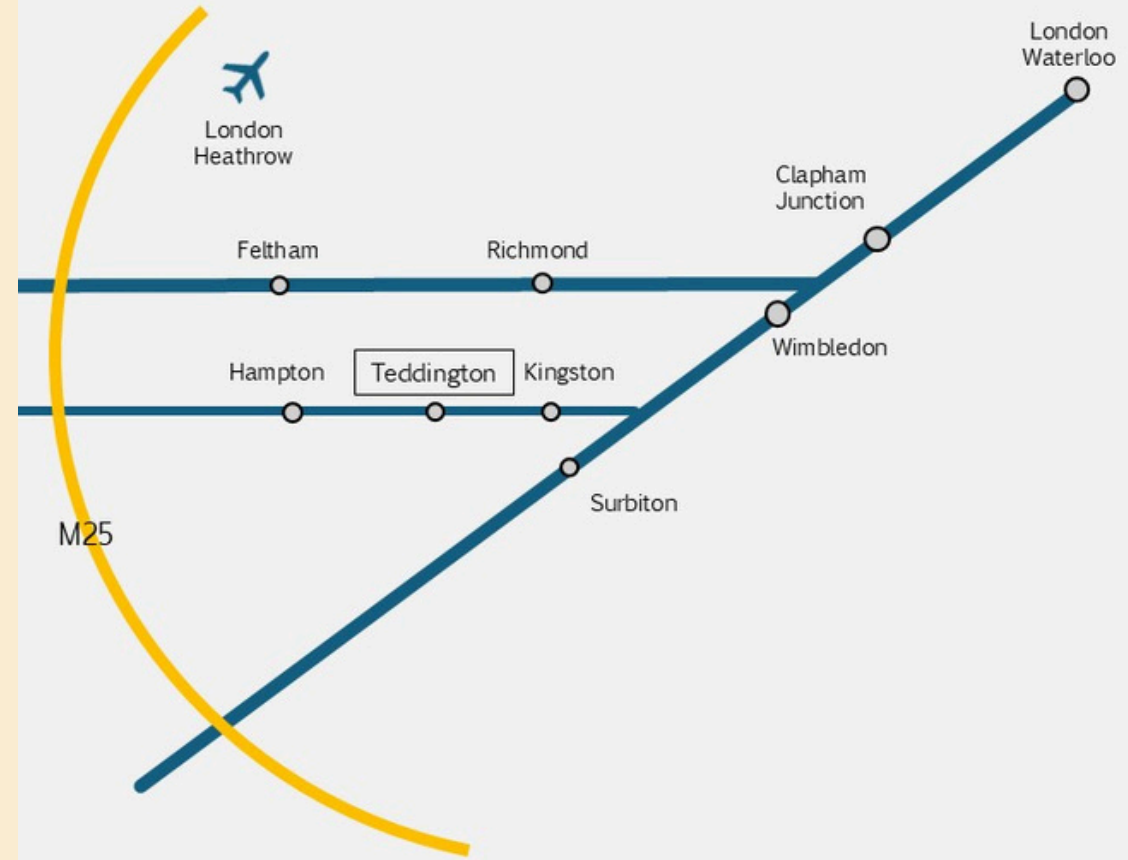 London
Waterloo
London
Heathrow
Clapham
Junction
Feltham
Richmond
Wimbledon
Hampton
Teddington
Kingston
Surbiton
M25